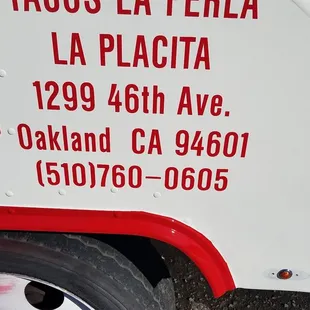 TACOS LA PERLA
LA PLACITA
1299 46th Ave.
Oakland CA 94601
(510)760-0605